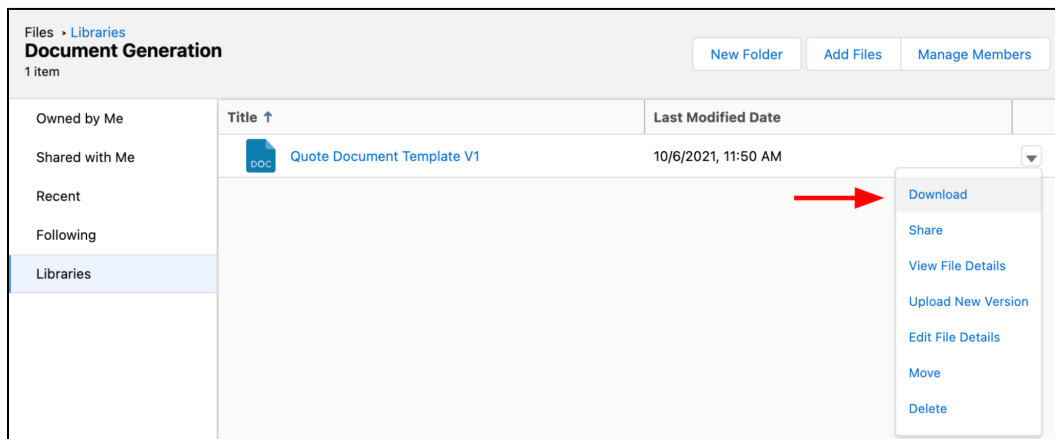 Files > Libraries
Document Generation
1 item
New Folder
Add Files
Manage Members
Owned by Me
Shared with Me
Recent
Following
Libraries
Title ↑
Last Modified Date
DOC
Quote Document Template V1
10/6/2021, 11:50 AM
Download
Share
View File Details
Upload New Version
Edit File Details
Move
Delete